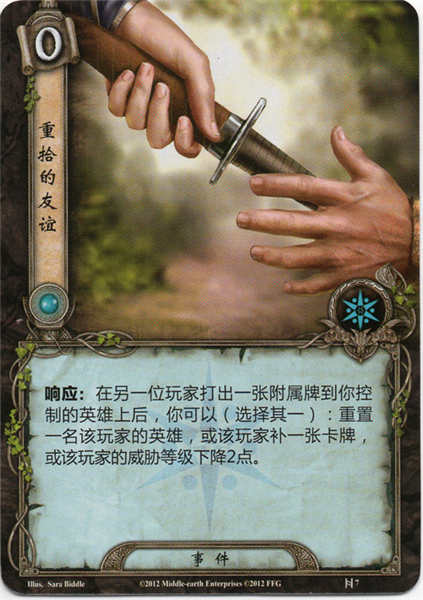 0
重拾的友谊
响应：在另一位玩家打出一张附属牌到你控
制的英雄上后，你可以（选择其一）：重置
一名该玩家的英雄，或该玩家补一张卡牌，
或该玩家的威胁等级下降2点。
事件
Illus. Sara Biddle
©2012 Middle-earth Enterprises ©2012 FFG
7